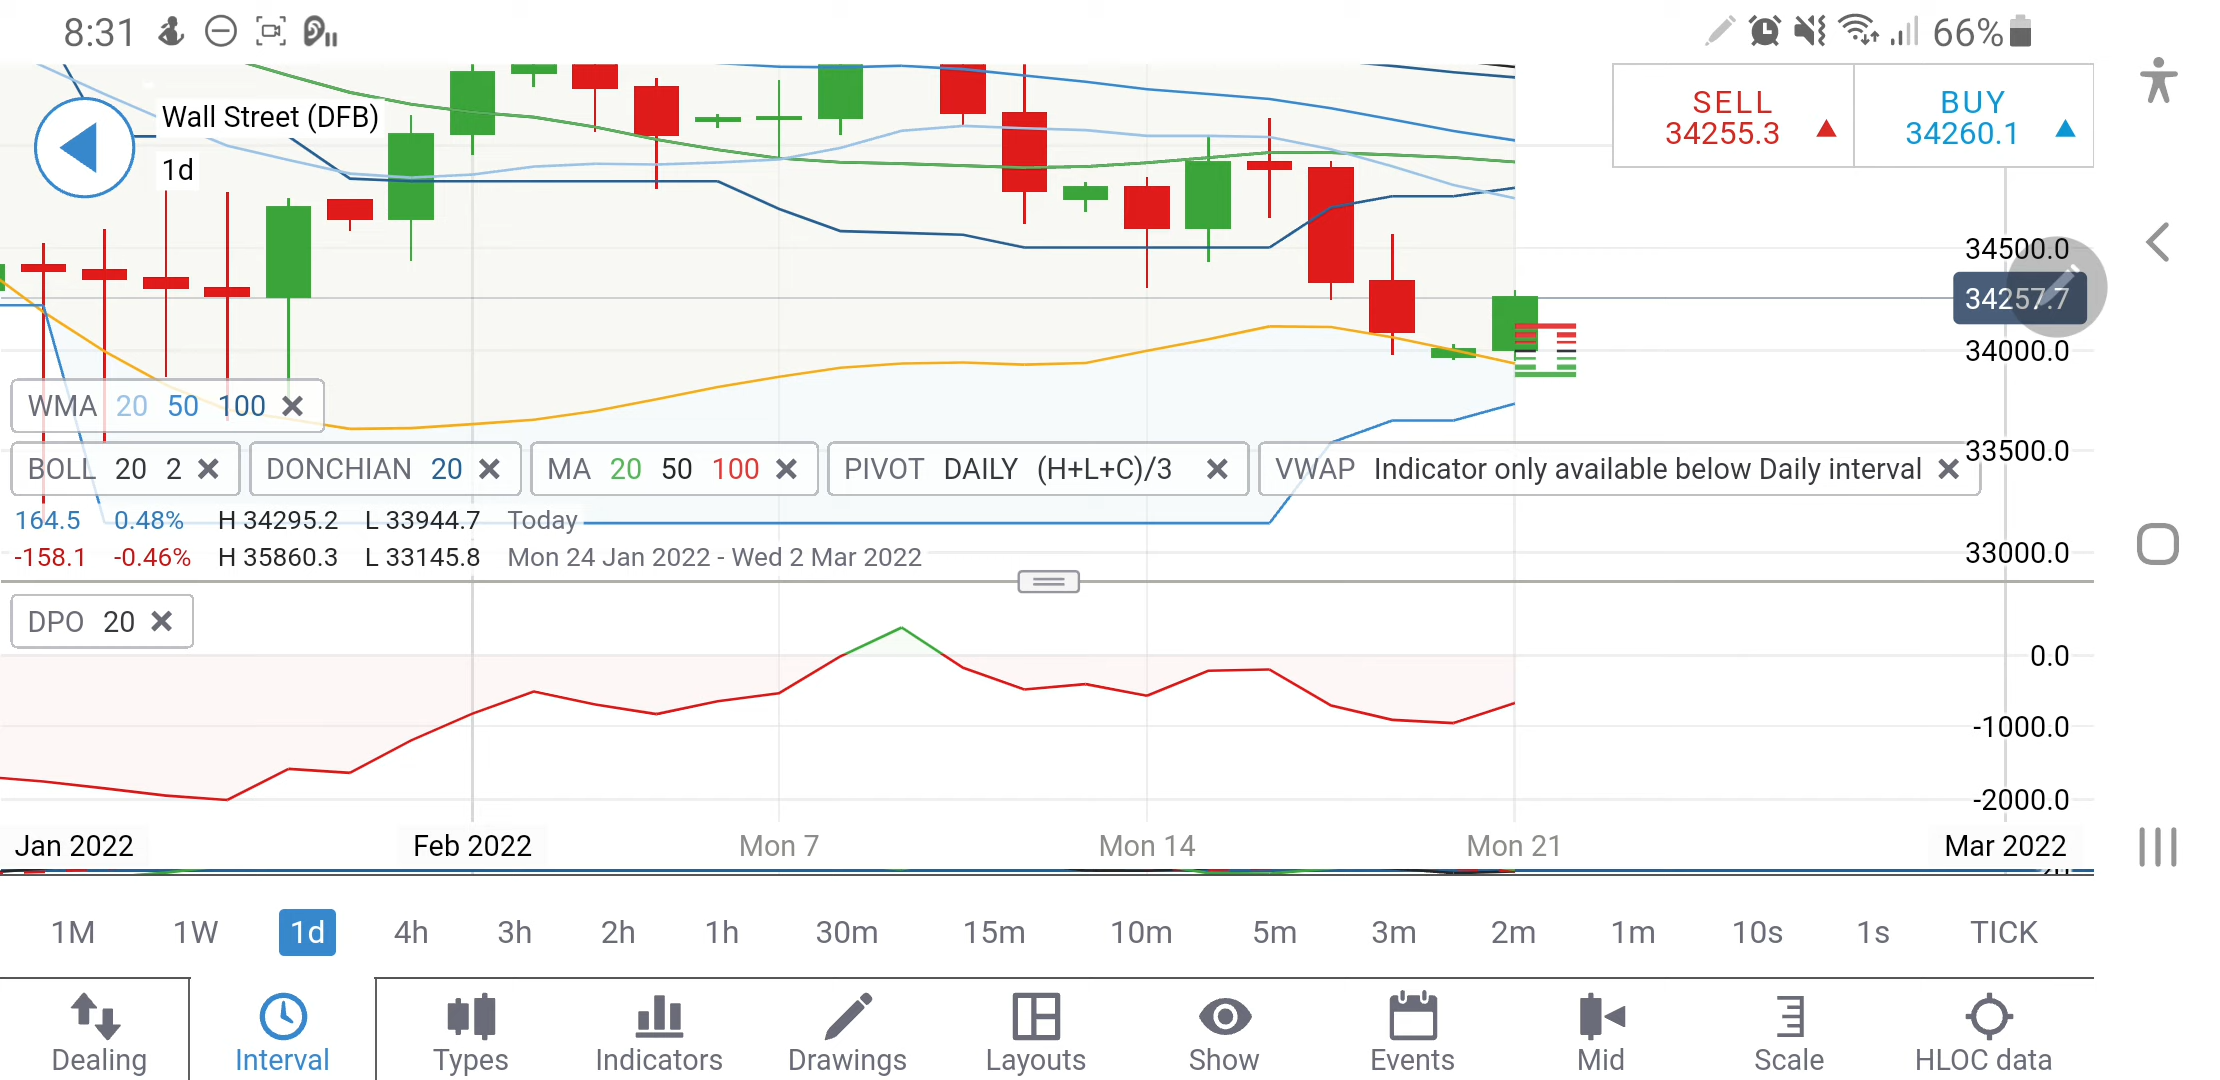 8:31
66%
Wall Street (DFB)
1d
SELL
34255.3
BUY
34260.1
34500.0
34257.7
34000.0
33500.0
33000.0
WMA 20 50 100
BOLL 20 2
DONCHIAN 20
MA 20 50 100
PIVOT DAILY (H+L+C)/3
VWAP Indicator only available below Daily interval
164.5 0.48% H 34295.2 L 33944.7 Today
-158.1 -0.46% H 35860.3 L 33145.8 Mon 24 Jan 2022 - Wed 2 Mar 2022
DPO 20
0.0
-1000.0
-2000.0
Jan 2022 Feb 2022 Mon 7 Mon 14 Mon 21 Mar 2022
1M 1W 1d 4h 3h 2h 1h 30m 15m 10m 5m 3m 2m 1m 10s 1s TICK
Dealing Interval Types Indicators Drawings Layouts Show Events Mid Scale HLOC data